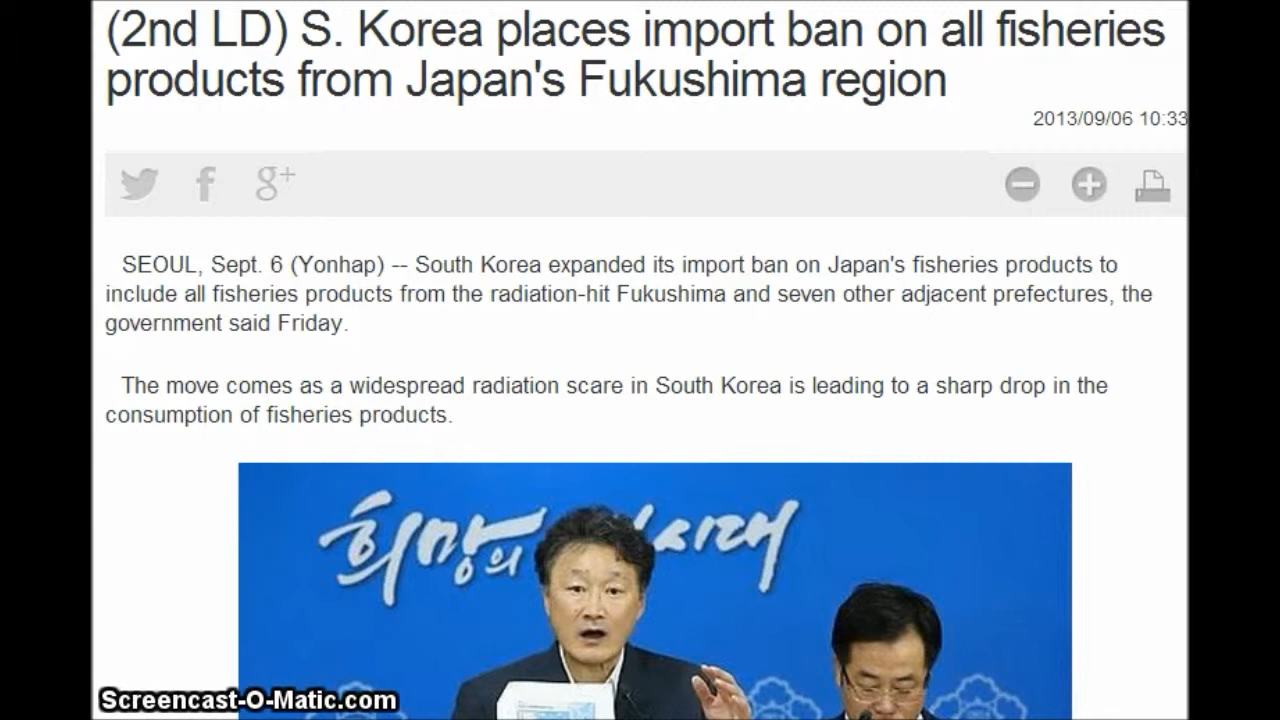 (2nd LD) S. Korea places import ban on all fisheries
products from Japan's Fukushima region
2013/09/06 10:33
SEOUL, Sept. 6 (Yonhap) -- South Korea expanded its import ban on Japan's fisheries products to
include all fisheries products from the radiation-hit Fukushima and seven other adjacent prefectures, the
government said Friday.
The move comes as a widespread radiation scare in South Korea is leading to a sharp drop in the
consumption of fisheries products.
희망의 시대
Screencast-O-Matic.com